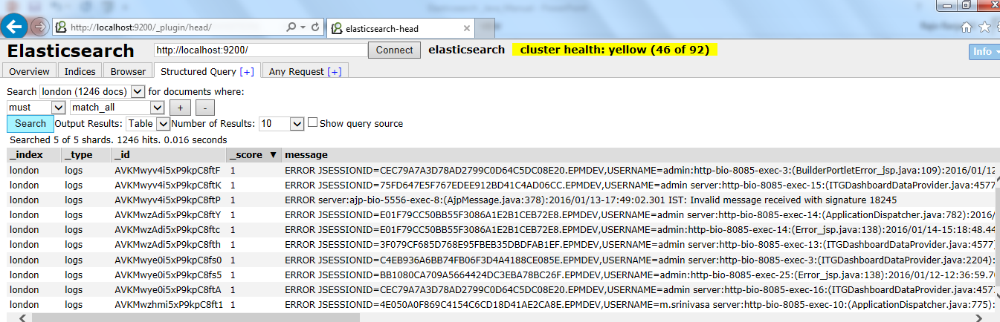 http://localhost:9200/_plugin/head/
elasticsearch-head
Elasticsearch http://localhost:9200/ Connect elasticsearch cluster health: yellow (46 of 92) Info
Overview Indices Browser Structured Query [+] Any Request [+]
Search london (1246 docs) for documents where:
must match_all + -
Search Output Results: Table Number of Results: 10 Show query source
Searched 5 of 5 shards. 1246 hits. 0.016 seconds
_index _type _id _score ▼ message
london logs AVKMwyv4i5xP9kpC8ftF 1 ERROR JSESSIONID=CEC79A7A3D78AD2799C0D64C5DC08E20.EPMDEV,USERNAME=admin:http-bio-8085-exec-3:(BuilderPortletError_jsp.java:109):2016/01/12
london logs AVKMwyv4i5xP9kpC8ftK 1 ERROR JSESSIONID=75FD647E5F767EDEE912BD41C4AD06CC.EPMDEV,USERNAME=admin server:http-bio-8085-exec-15:(ITGDashboardDataProvider.java:4577
london logs AVKMwyv4i5xP9kpC8ftP 1 ERROR server:ajp-bio-5556-exec-8:(AjpMessage.java:378):2016/01/13-17:49:02.301 IST: Invalid message received with signature 18245
london logs AVKMwzAdi5xP9kpC8ftY 1 ERROR JSESSIONID=E01F79CC50BB55F3086A1E2B1CEB72E8.EPMDEV,USERNAME=admin server:http-bio-8085-exec-14:(ApplicationDispatcher.java:782):2016/
london logs AVKMwzAdi5xP9kpC8ftc 1 ERROR JSESSIONID=E01F79CC50BB55F3086A1E2B1CEB72E8.EPMDEV,USERNAME=admin:http-bio-8085-exec-14:(Error_jsp.java:138):2016/01/14-15:18:48.44
london logs AVKMwzAdi5xP9kpC8fth 1 ERROR JSESSIONID=3F079CF685D768E95FBEB35DBDFAB1EF.EPMDEV,USERNAME=admin server:http-bio-8085-exec-13:(ITGDashboardDataProvider.java:4577
london logs AVKMwye0i5xP9kpC8fs0 1 ERROR JSESSIONID=C4EB936A6BB74FB06F3D4A4188CE085E.EPMDEV,USERNAME=admin server:http-bio-8085-exec-3:(ITGDashboardDataProvider.java:2204):
london logs AVKMwye0i5xP9kpC8fs5 1 ERROR JSESSIONID=BB1080CA709A5664424DC3EBA78BC26F.EPMDEV,USERNAME=admin server:http-bio-8085-exec-25:(Error_jsp.java:138):2016/01/12-12:36:59.70
london logs AVKMwye0i5xP9kpC8ftA 1 ERROR JSESSIONID=CEC79A7A3D78AD2799C0D64C5DC08E20.EPMDEV,USERNAME=admin server:http-bio-8085-exec-16:(ITGDashboardDataProvider.java:457
london logs AVKMwzhmi5xP9kpC8ft1 1 ERROR JSESSIONID=4E050A0F869C4154C6CD18D41AE2CA8E.EPMDEV,USERNAME=m.srinivasa server:http-bio-8085-exec-10:(ApplicationDispatcher.java:775):